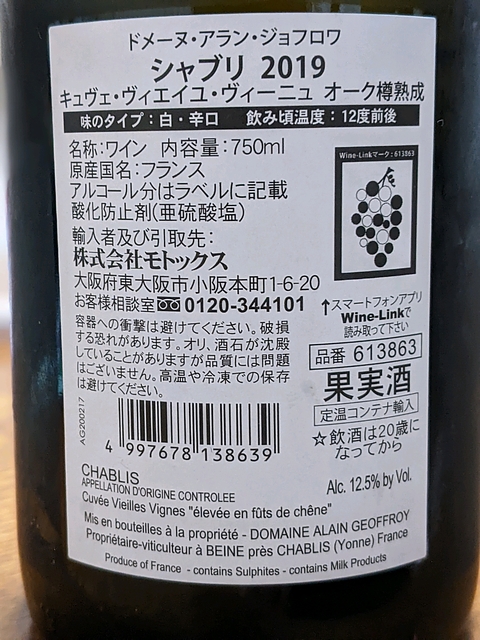 ドメーヌ・アラン・ジョフロワ
シャブリ 2019
キュヴェ・ヴィエイユ・ヴィーニュ オーク樽熟成
味のタイプ：白・辛口 飲み頃温度：12度前後
名称：ワイン 内容量：750ml
原産国名：フランス
アルコール分はラベルに記載
酸化防止剤(亜硫酸塩)
輸入者及び引取先：
株式会社モトックス
大阪府東大阪市小阪本町1-6-20
お客様相談室 0120-344101
Wine-Linkマーク：613863
↑スマートフォンアプリ
Wine-Linkで
読み取って下さい
容器への衝撃は避けてください。破損
する恐れがあります。オリ、酒石が沈殿
していることがありますが品質には問題
はございません。高温や冷凍での保存
は避けてください。
品番 613863
果実酒
定温コンテナ輸入
☆飲酒は20歳に
なってから
AG200217
4 997678 138639
CHABLIS
APPELLATION D'ORIGINE CONTROLEE
Alc. 12.5% by Vol.
Cuvée Vieilles Vignes "élevée en fûts de chêne"
Mis en bouteilles à la propriété - DOMAINE ALAIN GEOFFROY
Propriétaire-viticulteur à BEINE près CHABLIS (Yonne) France
Produce of France - contains Sulphites - contains Milk Products